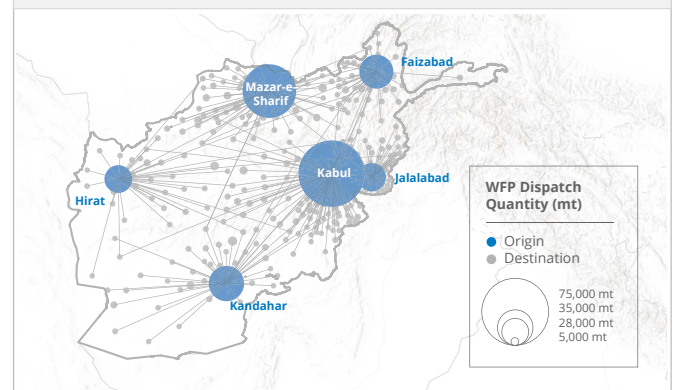 Faizabad
Mazar-e-
Sharif
Kabul
Jalalabad
Hirat
Kandahar
WFP Dispatch
Quantity (mt)
Origin
Destination
75,000 mt
35,000 mt
28,000 mt
5,000 mt